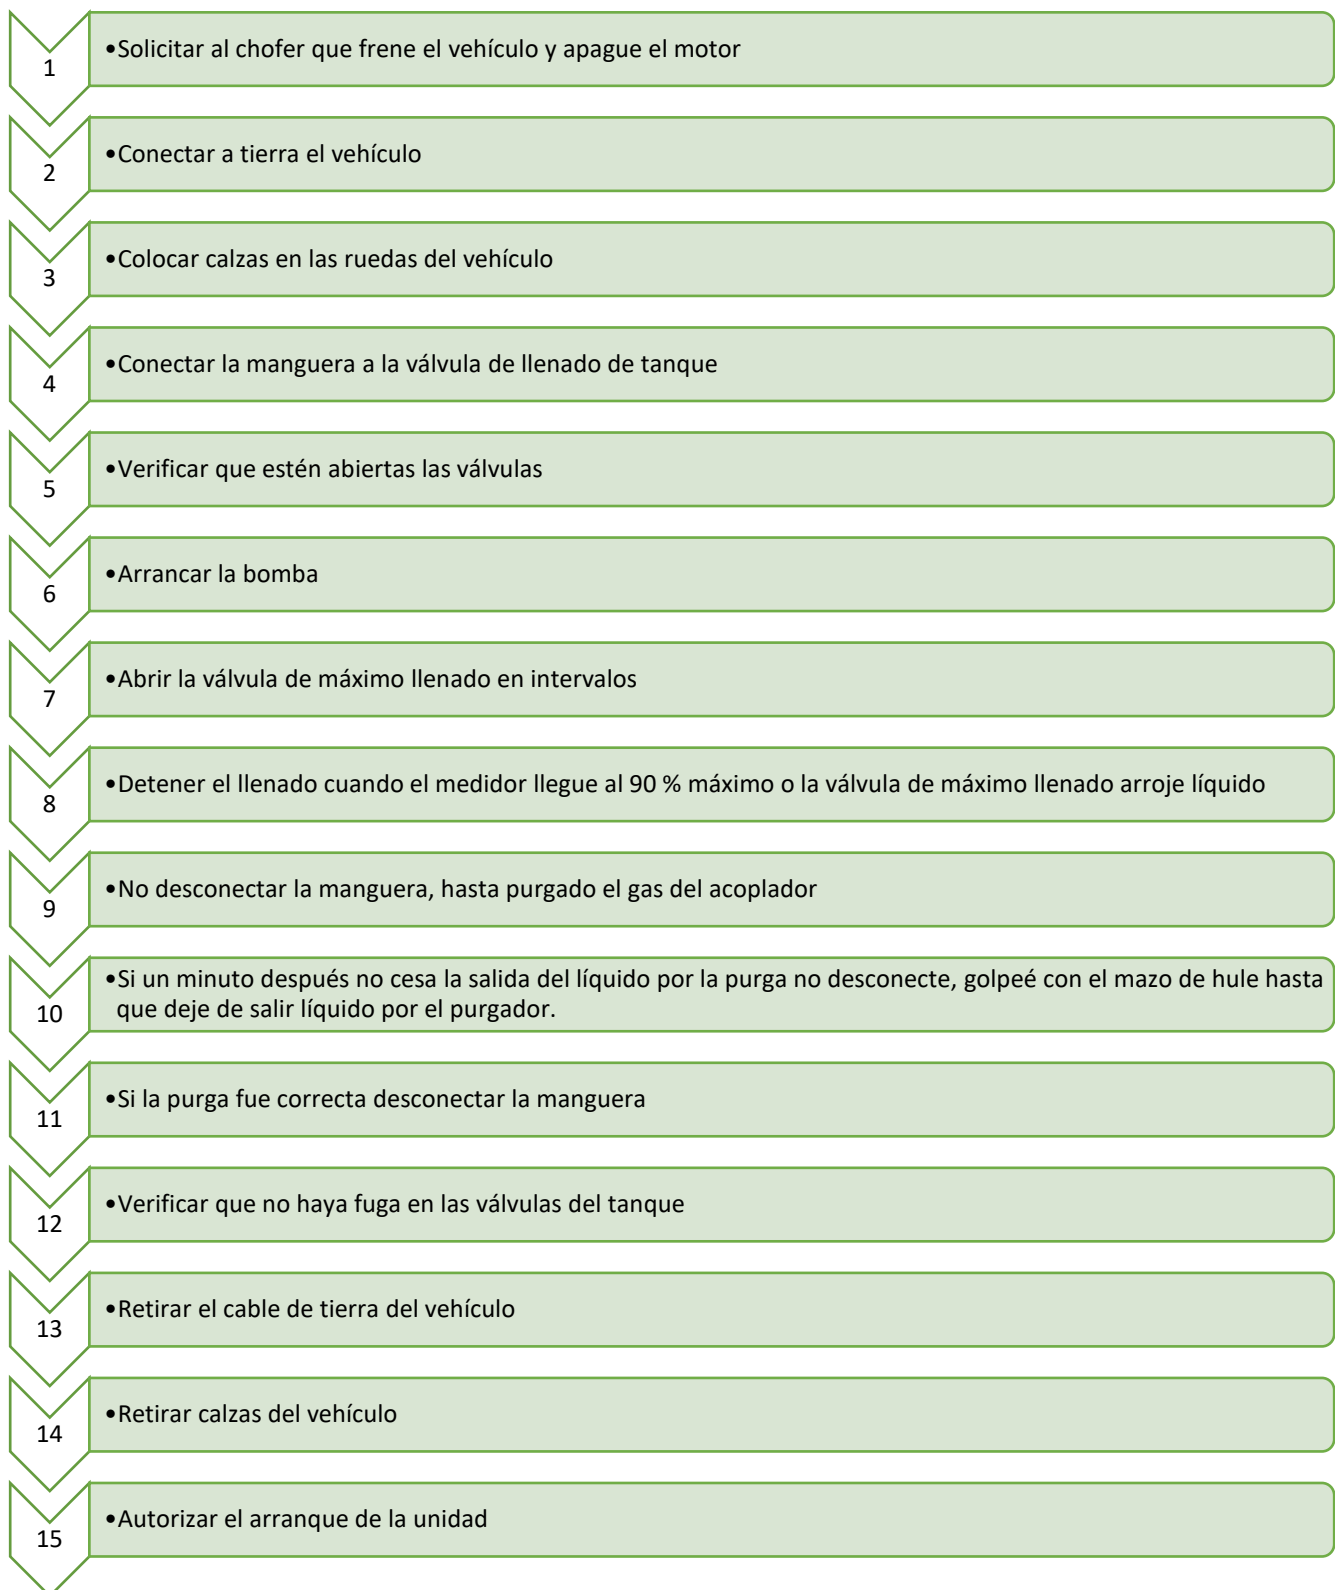 1
•Solicitar al chofer que frene el vehículo y apague el motor
2
•Conectar a tierra el vehículo
3
•Colocar calzas en las ruedas del vehículo
4
•Conectar la manguera a la válvula de llenado de tanque
5
•Verificar que estén abiertas las válvulas
6
•Arrancar la bomba
7
•Abrir la válvula de máximo llenado en intervalos
8
•Detener el llenado cuando el medidor llegue al 90 % máximo o la válvula de máximo llenado arroje líquido
9
•No desconectar la manguera, hasta purgado el gas del acoplador
10
•Si un minuto después no cesa la salida del líquido por la purga no desconecte, golpeé con el mazo de hule hasta
que deje de salir líquido por el purgador.
11
•Si la purga fue correcta desconectar la manguera
12
•Verificar que no haya fuga en las válvulas del tanque
13
•Retirar el cable de tierra del vehículo
14
•Retirar calzas del vehículo
15
•Autorizar el arranque de la unidad